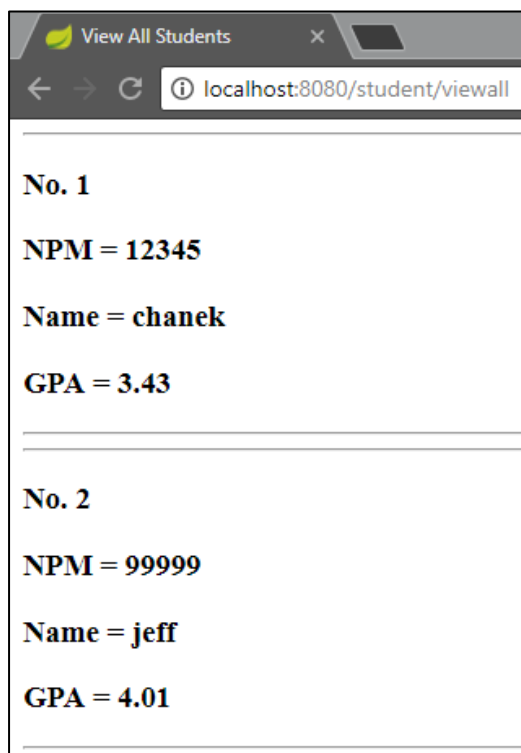 View All Students
localhost:8080/student/viewall
No. 1
NPM = 12345
Name = chanek
GPA = 3.43
No. 2
NPM = 99999
Name = jeff
GPA = 4.01